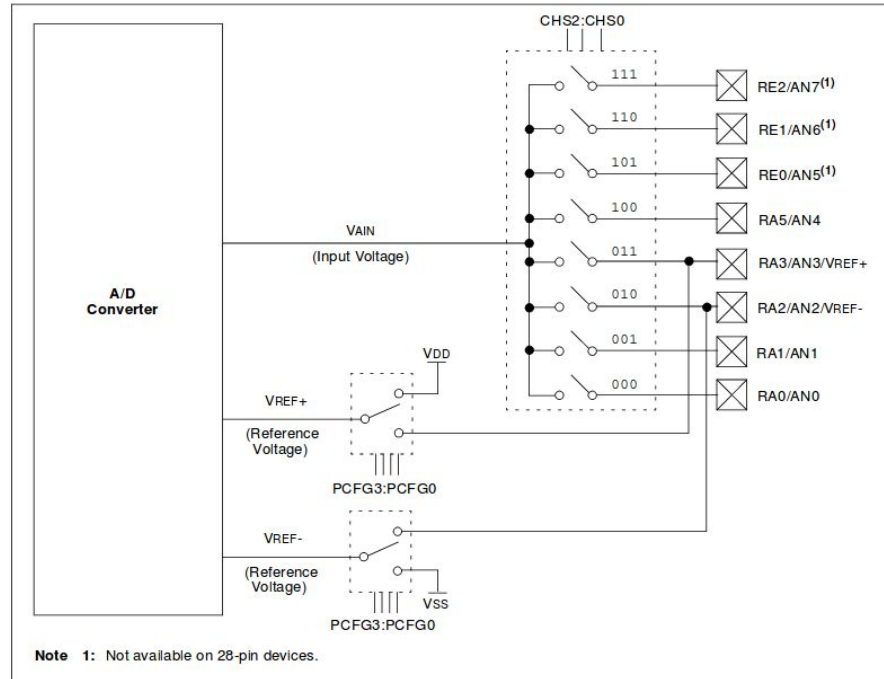 CHS2:CHS0
111
RE2/AN7(1)
110
RE1/AN6(1)
101
RE0/AN5(1)
100
RA5/AN4
VAIN
(Input Voltage)
011
RA3/AN3/VREF+
A/D
Converter
010
RA2/AN2/VREF-
001
RA1/AN1
VDD
000
RA0/AN0
VREF+
(Reference
Voltage)
PCFG3:PCFG0
VREF-
(Reference
Voltage)
VSS
PCFG3:PCFG0
Note 1: Not available on 28-pin devices.